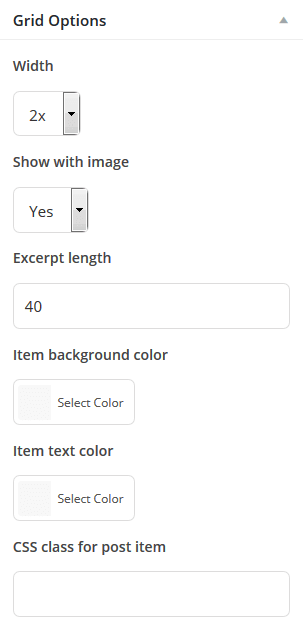 Grid Options
Width
2x
Show with image
Yes
Excerpt length
40
Item background color
Select Color
Item text color
Select Color
CSS class for post item